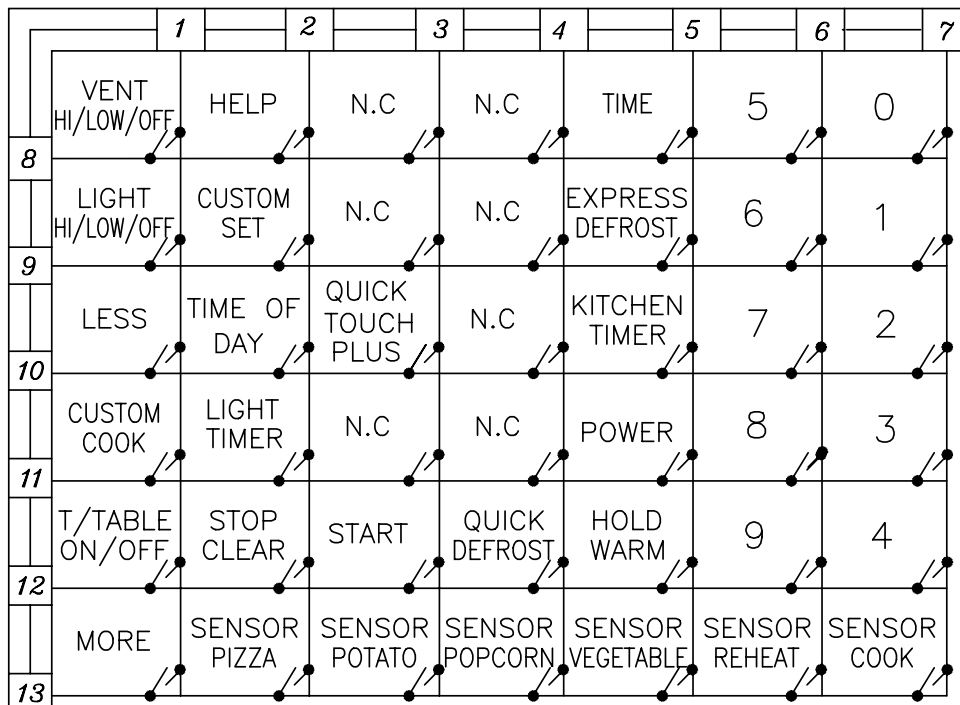 1 2 3 4 5 6 7
VENT HELP N.C N.C TIME 5 0
HI/LOW/OFF
8
LIGHT CUSTOM N.C N.C EXPRESS 6 1
HI/LOW/OFF SET DEFROST
9
LESS TIME OF QUICK N.C KITCHEN 7 2
DAY TOUCH TIMER
PLUS
10
CUSTOM LIGHT N.C N.C POWER 8 3
COOK TIMER
11
T/TABLE STOP START QUICK HOLD 9 4
ON/OFF CLEAR DEFROST WARM
12
MORE SENSOR SENSOR SENSOR SENSOR SENSOR SENSOR
PIZZA POTATO POPCORN VEGETABLE REHEAT COOK
13